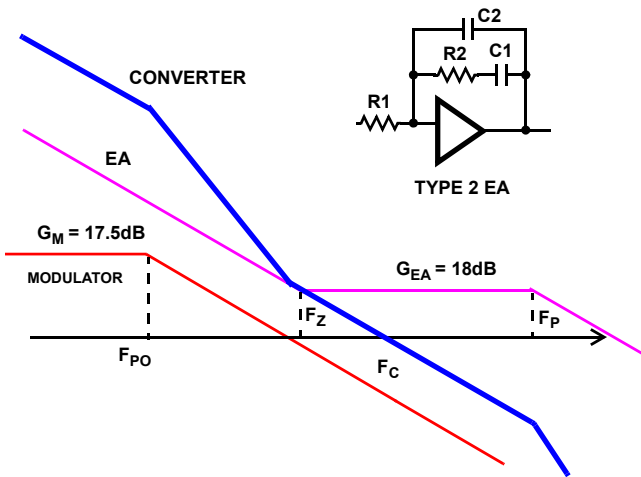 C2
CONVERTER
R2
C1
R1
EA
TYPE 2 EA
G_M = 17.5dB
G_EA = 18dB
MODULATOR
F_Z
F_P
F_PO
F_C